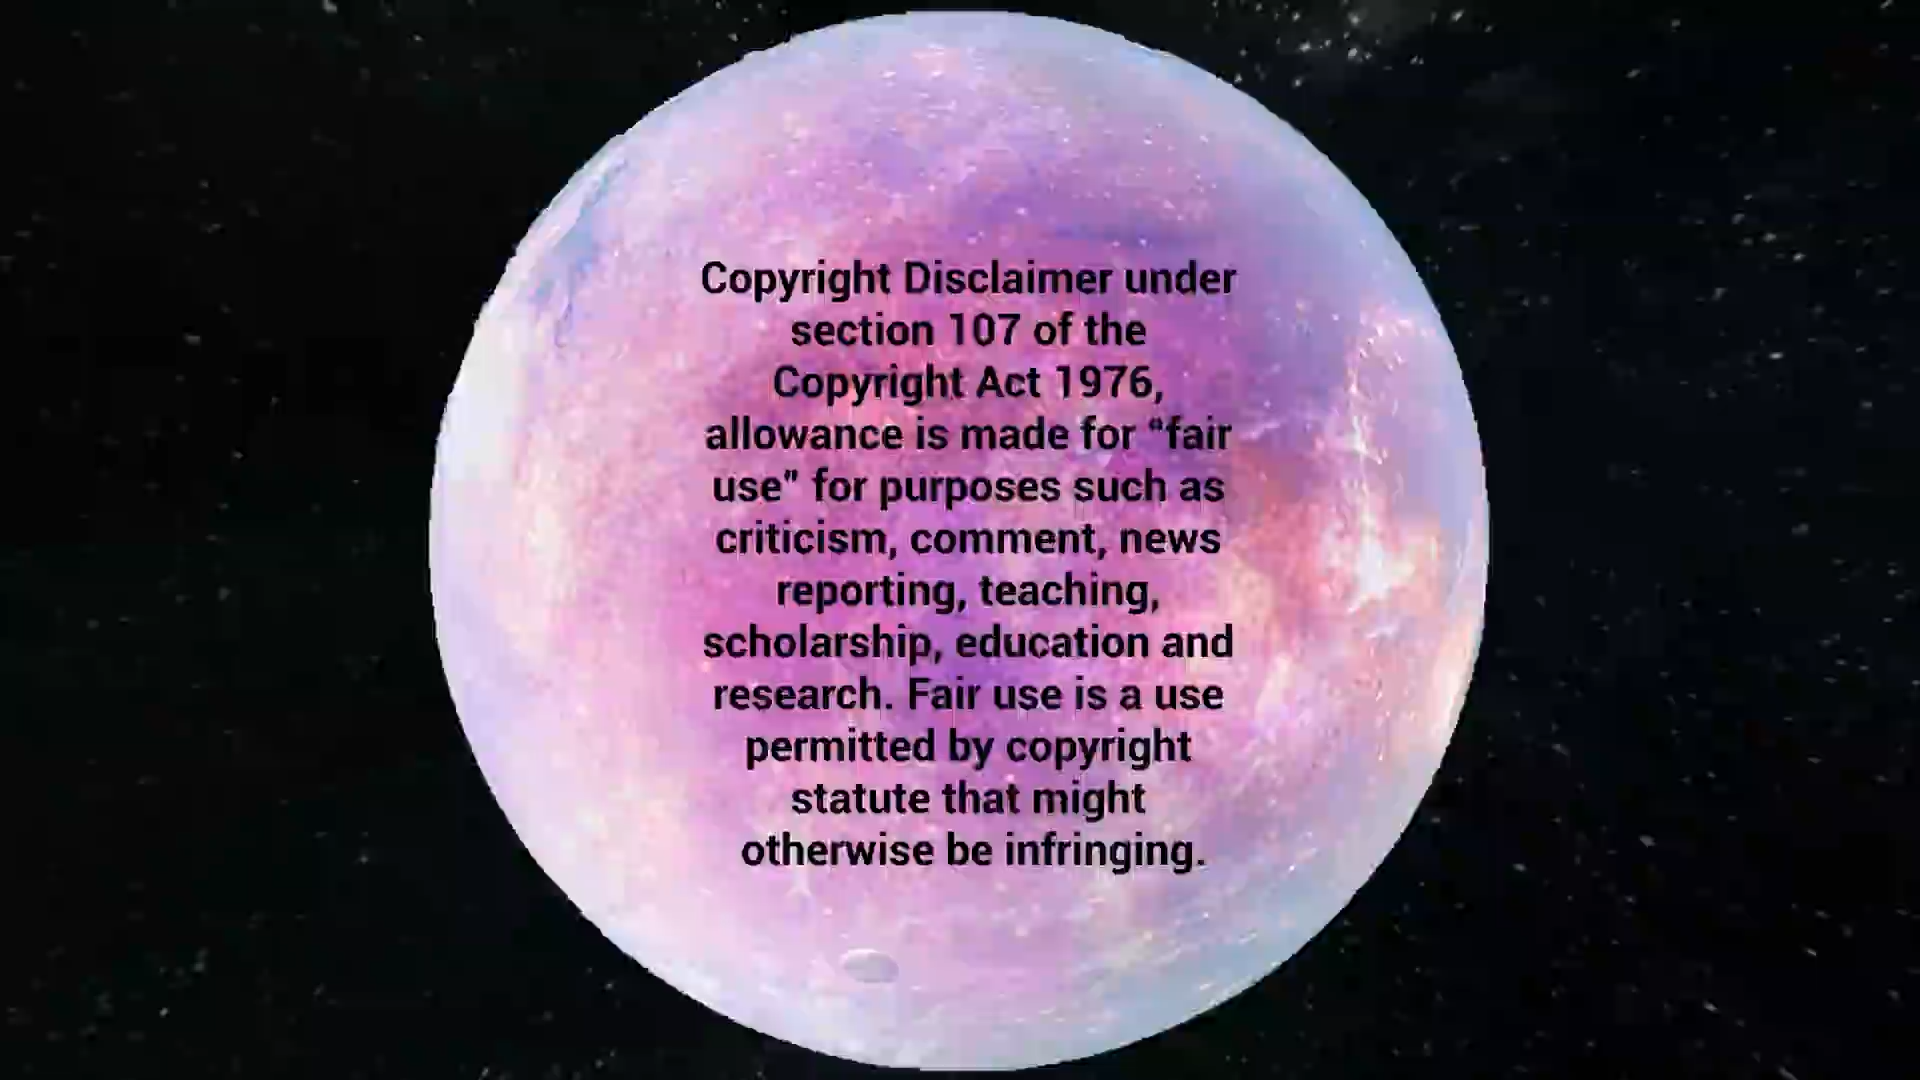 Copyright Disclaimer under
section 107 of the
Copyright Act 1976,
allowance is made for “fair
use” for purposes such as
criticism, comment, news
reporting, teaching,
scholarship, education and
research. Fair use is a use
permitted by copyright
statute that might
otherwise be infringing.